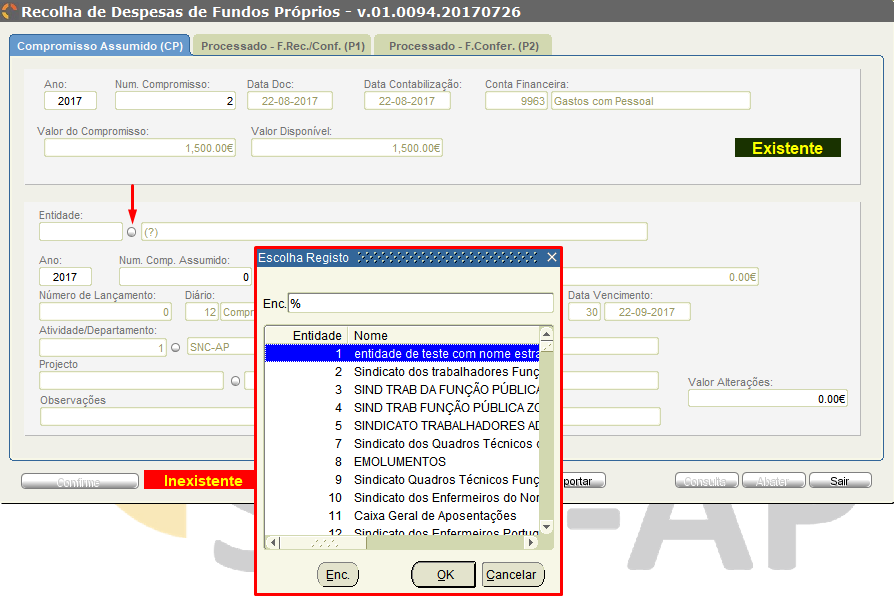 Recolha de Despesas de Fundos Próprios - v.01.0094.20170726
Compromisso Assumido (CP) Processado - F.Rec./Conf. (P1) Processado - F.Confer. (P2)
Ano: Num. Compromisso: Data Doc: Data Contabilização: Conta Financeira:
2017 2 22-08-2017 22-08-2017 9963 Gastos com Pessoal
Valor do Compromisso: Valor Disponível:
1,500.00€ 1,500.00€
Existente
Entidade:
(?)
Ano: Num. Comp. Assumido:
2017 0 0.00€
Número de Lançamento: Diário: Data Vencimento:
0 12 30 22-09-2017
Atividade/Departamento:
1 SNC-AP
Projecto
Valor Alterações:
0.00€
Observações
Confirme Inexistente Consulta Abater Sair
Escolha Registo
Enc. %
Entidade Nome
1 entidade de teste com nome estra
2 Sindicato dos trabalhadores Funç
3 SIND TRAB DA FUNÇÃO PÚBLICA
4 SIND TRAB FUNÇÃO PÚBLICA ZO
5 SINDICATO TRABALHADORES AD
7 Sindicato dos Quadros Técnicos
8 EMOLUMENTOS
9 Sindicato Quadros Técnicos Funç
10 Sindicato dos Enfermeiros do Nor
11 Caixa Geral de Aposentações
12 Sindicato dos Enfermeiros Portug
Enc. OK Cancelar